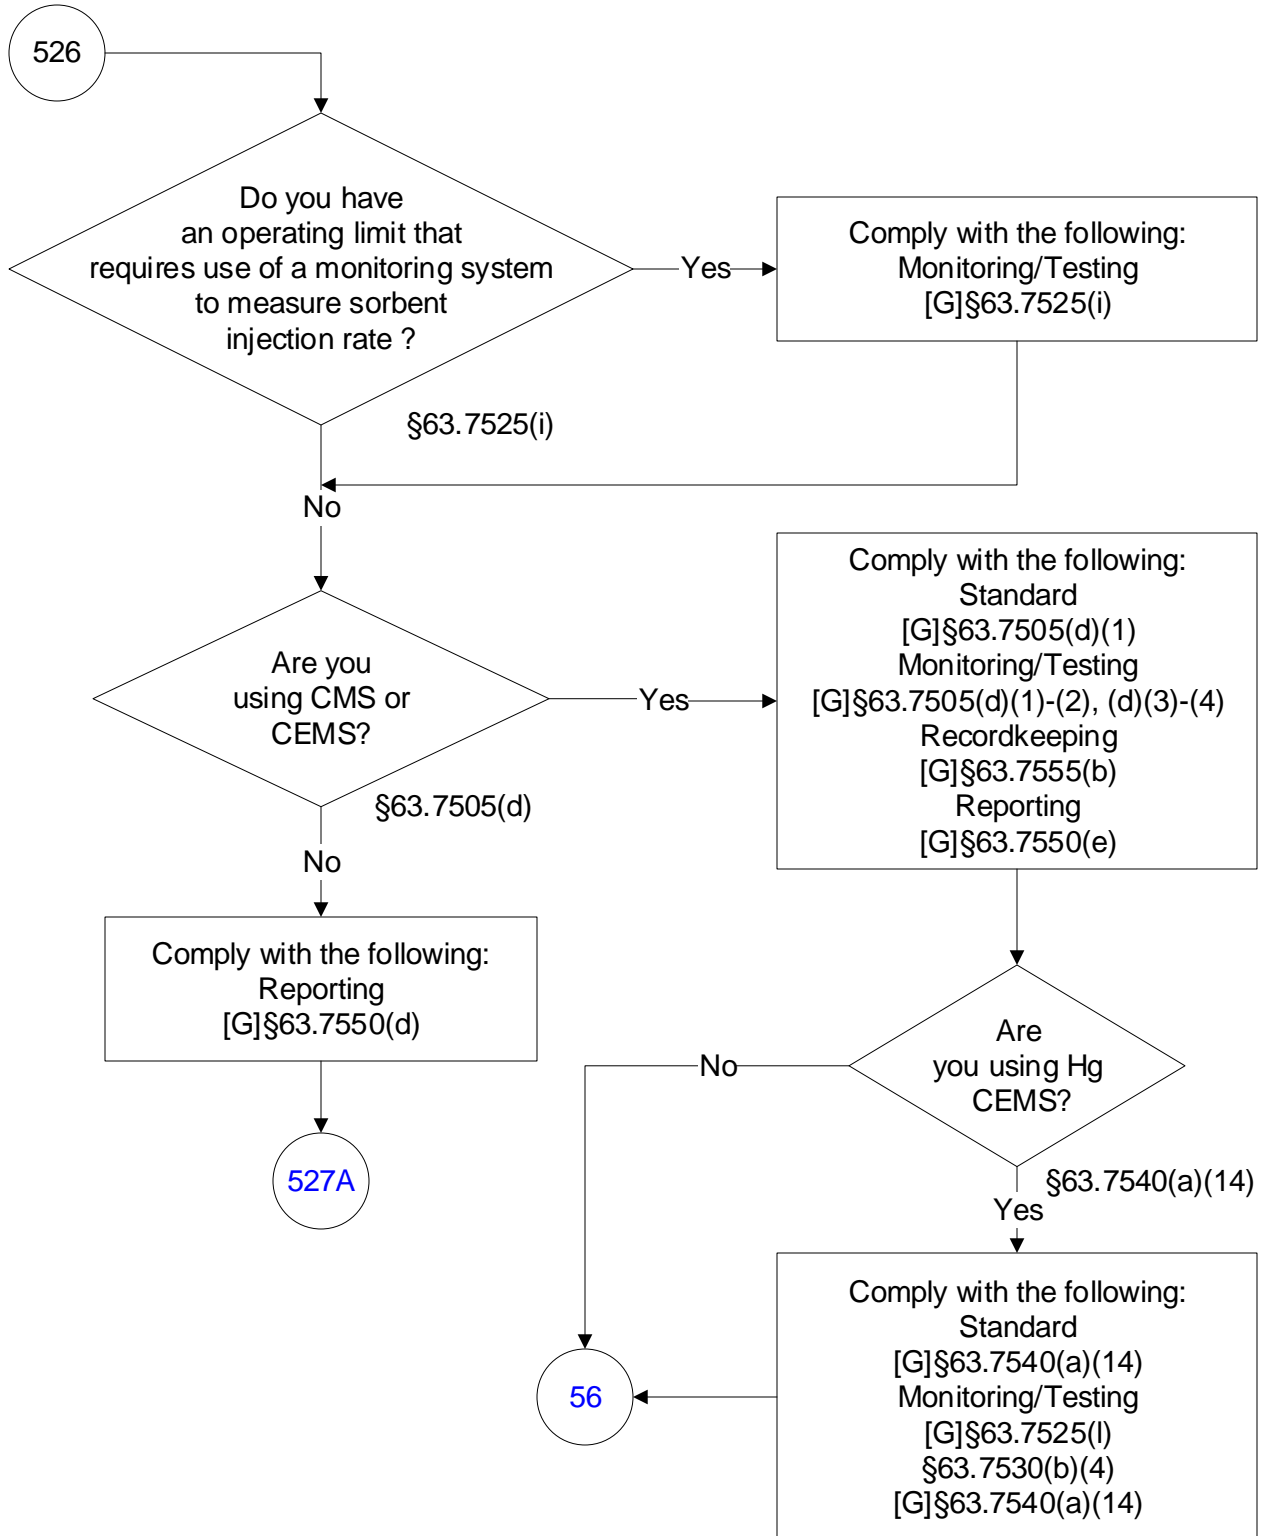 526
Do you have
an operating limit that
requires use of a monitoring system
to measure sorbent
injection rate ?
Yes
Comply with the following:
Monitoring/Testing
[G]§63.7525(i)
§63.7525(i)
No
Are you
using CMS or
CEMS?
Yes
Comply with the following:
Standard
[G]§63.7505(d)(1)
Monitoring/Testing
[G]§63.7505(d)(1)-(2), (d)(3)-(4)
Recordkeeping
[G]§63.7555(b)
Reporting
[G]§63.7550(e)
§63.7505(d)
No
Comply with the following:
Reporting
[G]§63.7550(d)
527A
Are
you using Hg
CEMS?
No
§63.7540(a)(14)
Yes
56
Comply with the following:
Standard
[G]§63.7540(a)(14)
Monitoring/Testing
[G]§63.7525(l)
§63.7530(b)(4)
[G]§63.7540(a)(14)